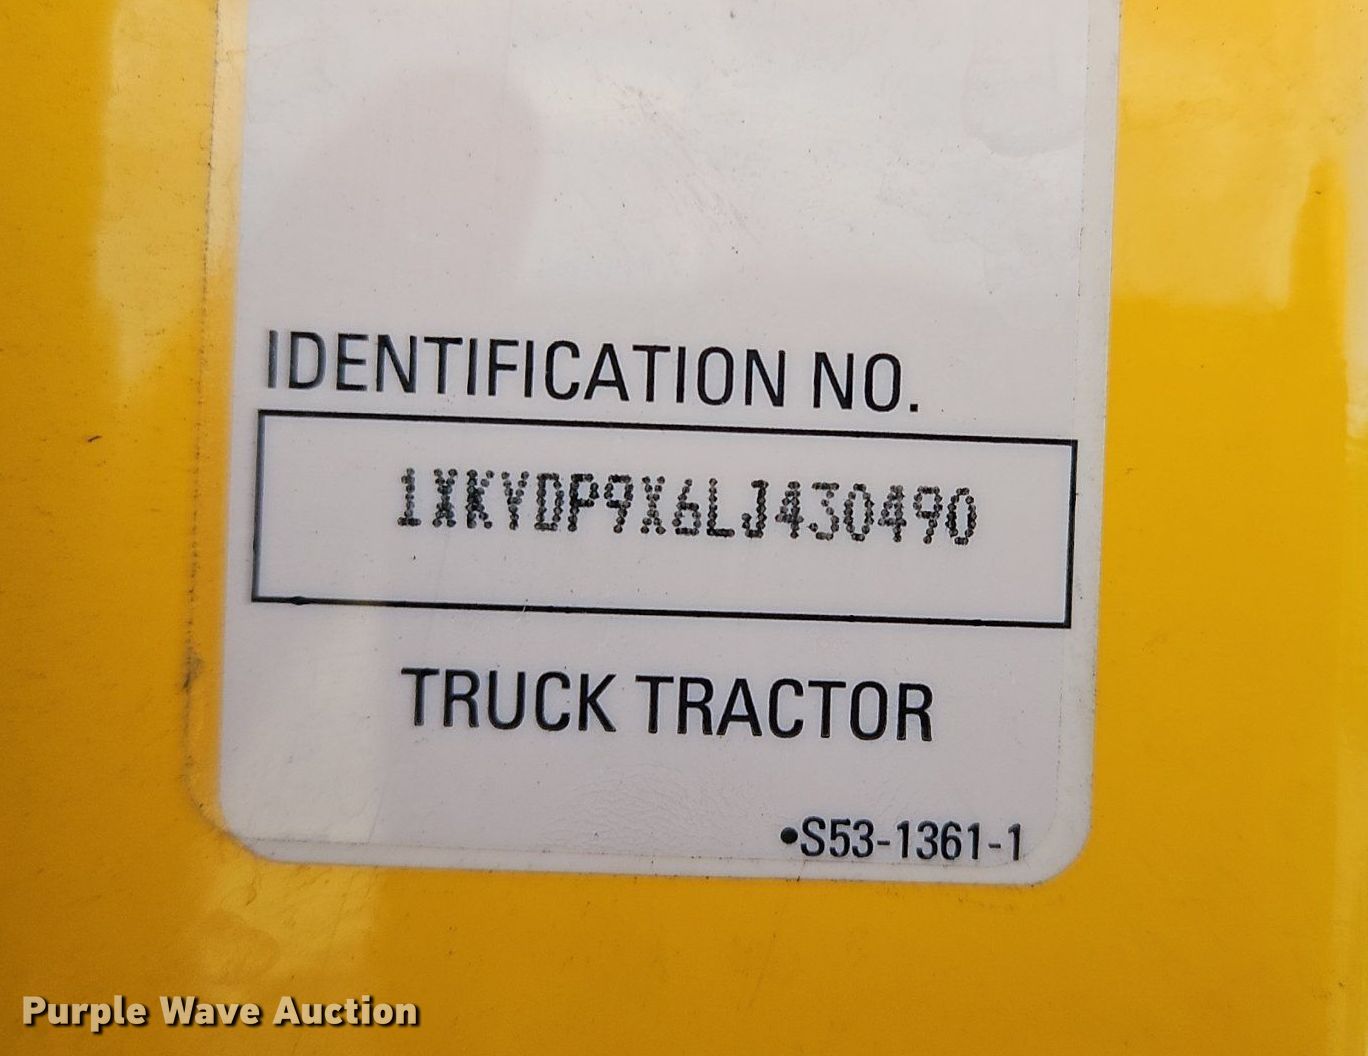 IDENTIFICATION NO.
1XKYDP9X6LJ430490
TRUCK TRACTOR
•S53-1361-1
Purple Wave Auction